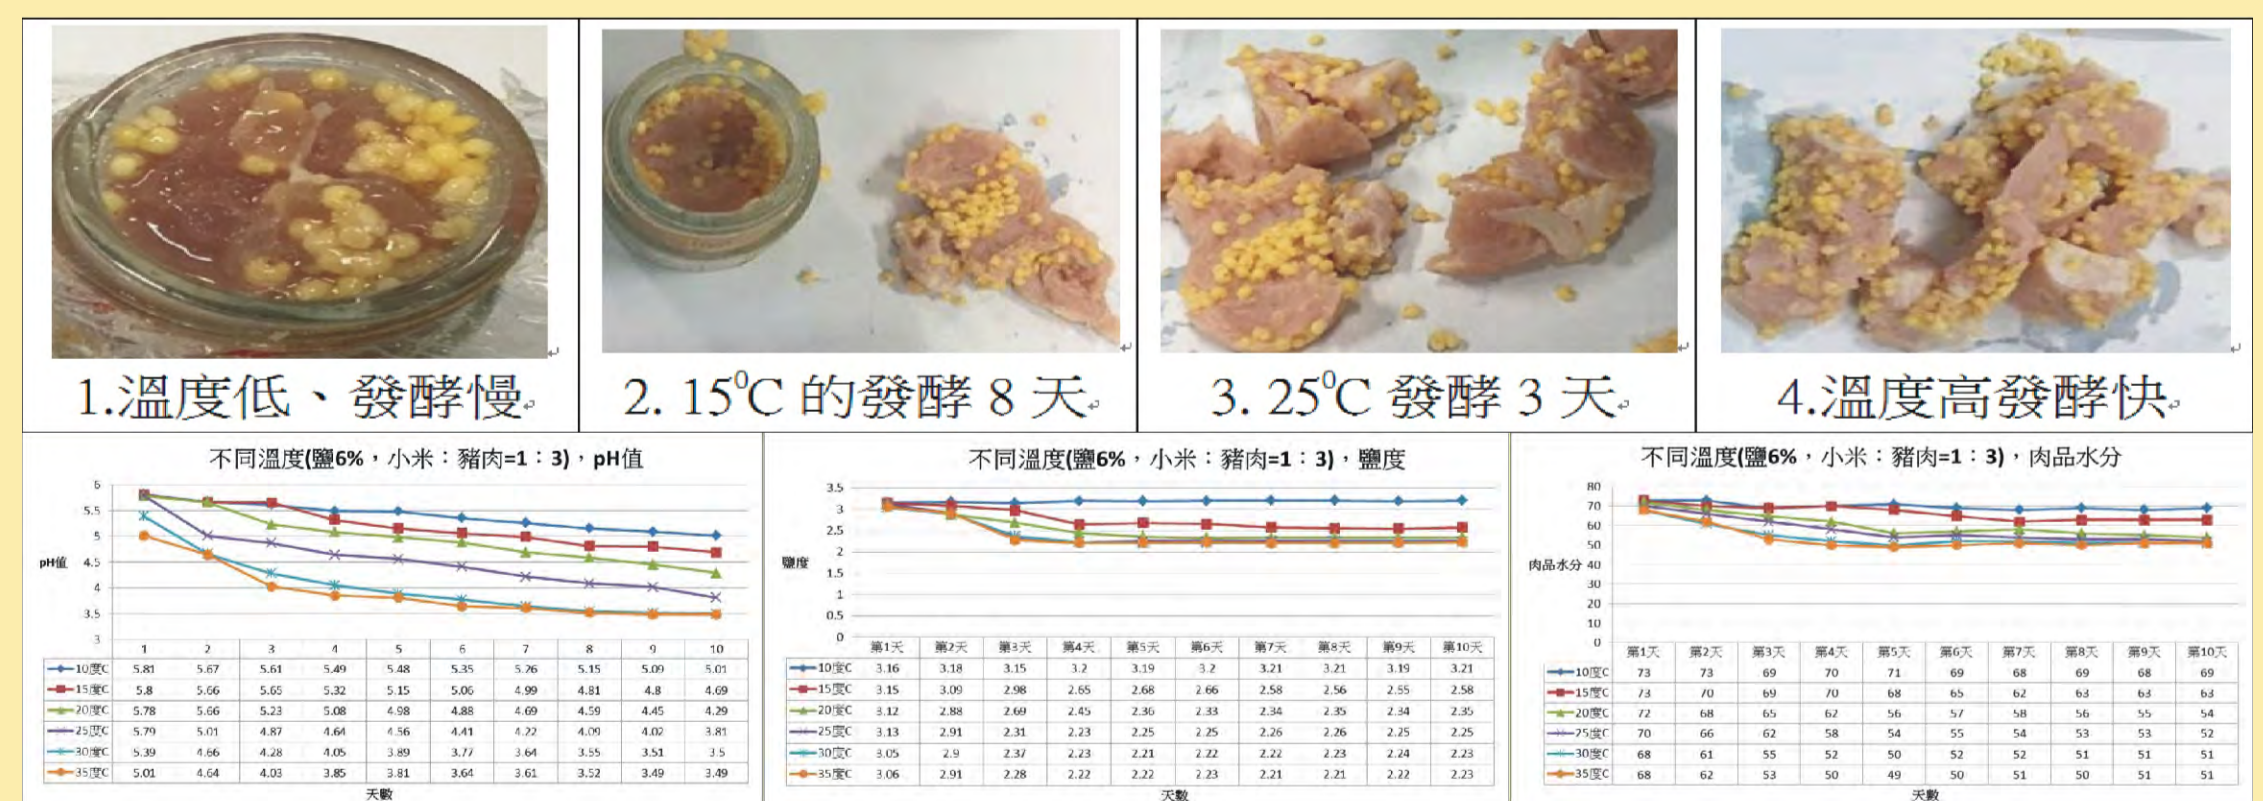 1.溫度低、發酵慢
2. 15⁰C 的發酵 8 天
3. 25⁰C 發酵 3 天
4.溫度高發酵快
不同溫度(鹽6%，小米：豬肉=1：3)，pH值
6
5.5
5
4.5
4
3.5
3
pH值
1 2 3 4 5 6 7 8 9 10
10度C 5.81 5.67 5.61 5.49 5.48 5.35 5.26 5.15 5.09 5.01
15度C 5.8 5.66 5.65 5.32 5.15 5.06 4.99 4.81 4.8 4.69
20度C 5.78 5.66 5.23 5.08 4.98 4.88 4.69 4.59 4.45 4.29
25度C 5.79 5.01 4.87 4.64 4.56 4.41 4.22 4.09 4.02 3.81
30度C 5.39 4.66 4.28 4.05 3.89 3.77 3.64 3.55 3.51 3.5
35度C 5.01 4.64 4.03 3.85 3.81 3.64 3.61 3.52 3.49 3.49
天數
不同溫度(鹽6%，小米：豬肉=1：3)，鹽度
3.5
3
2.5
2
1.5
1
0.5
0
鹽度
第1天 第2天 第3天 第4天 第5天 第6天 第7天 第8天 第9天 第10天
10度C 3.16 3.18 3.15 3.2 3.19 3.2 3.21 3.21 3.19 3.21
15度C 3.15 3.09 2.98 2.65 2.68 2.66 2.58 2.56 2.55 2.58
20度C 3.12 2.88 2.69 2.45 2.36 2.33 2.34 2.35 2.34 2.35
25度C 3.13 2.91 2.31 2.23 2.25 2.25 2.26 2.26 2.25 2.25
30度C 3.05 2.9 2.37 2.23 2.21 2.22 2.22 2.23 2.24 2.23
35度C 3.06 2.91 2.28 2.22 2.22 2.23 2.21 2.21 2.22 2.23
天數
不同溫度(鹽6%，小米：豬肉=1：3)，肉品水分
80
70
60
50
40
30
20
10
0
肉品水分
第1天 第2天 第3天 第4天 第5天 第6天 第7天 第8天 第9天 第10天
10度C 73 73 69 70 71 69 68 69 68 69
15度C 73 70 69 70 68 65 62 63 63 63
20度C 72 68 65 62 56 57 58 56 55 54
25度C 70 66 62 58 54 55 54 53 53 52
30度C 68 61 55 52 50 52 52 51 51 51
35度C 68 62 53 50 49 50 51 50 51 51
天數